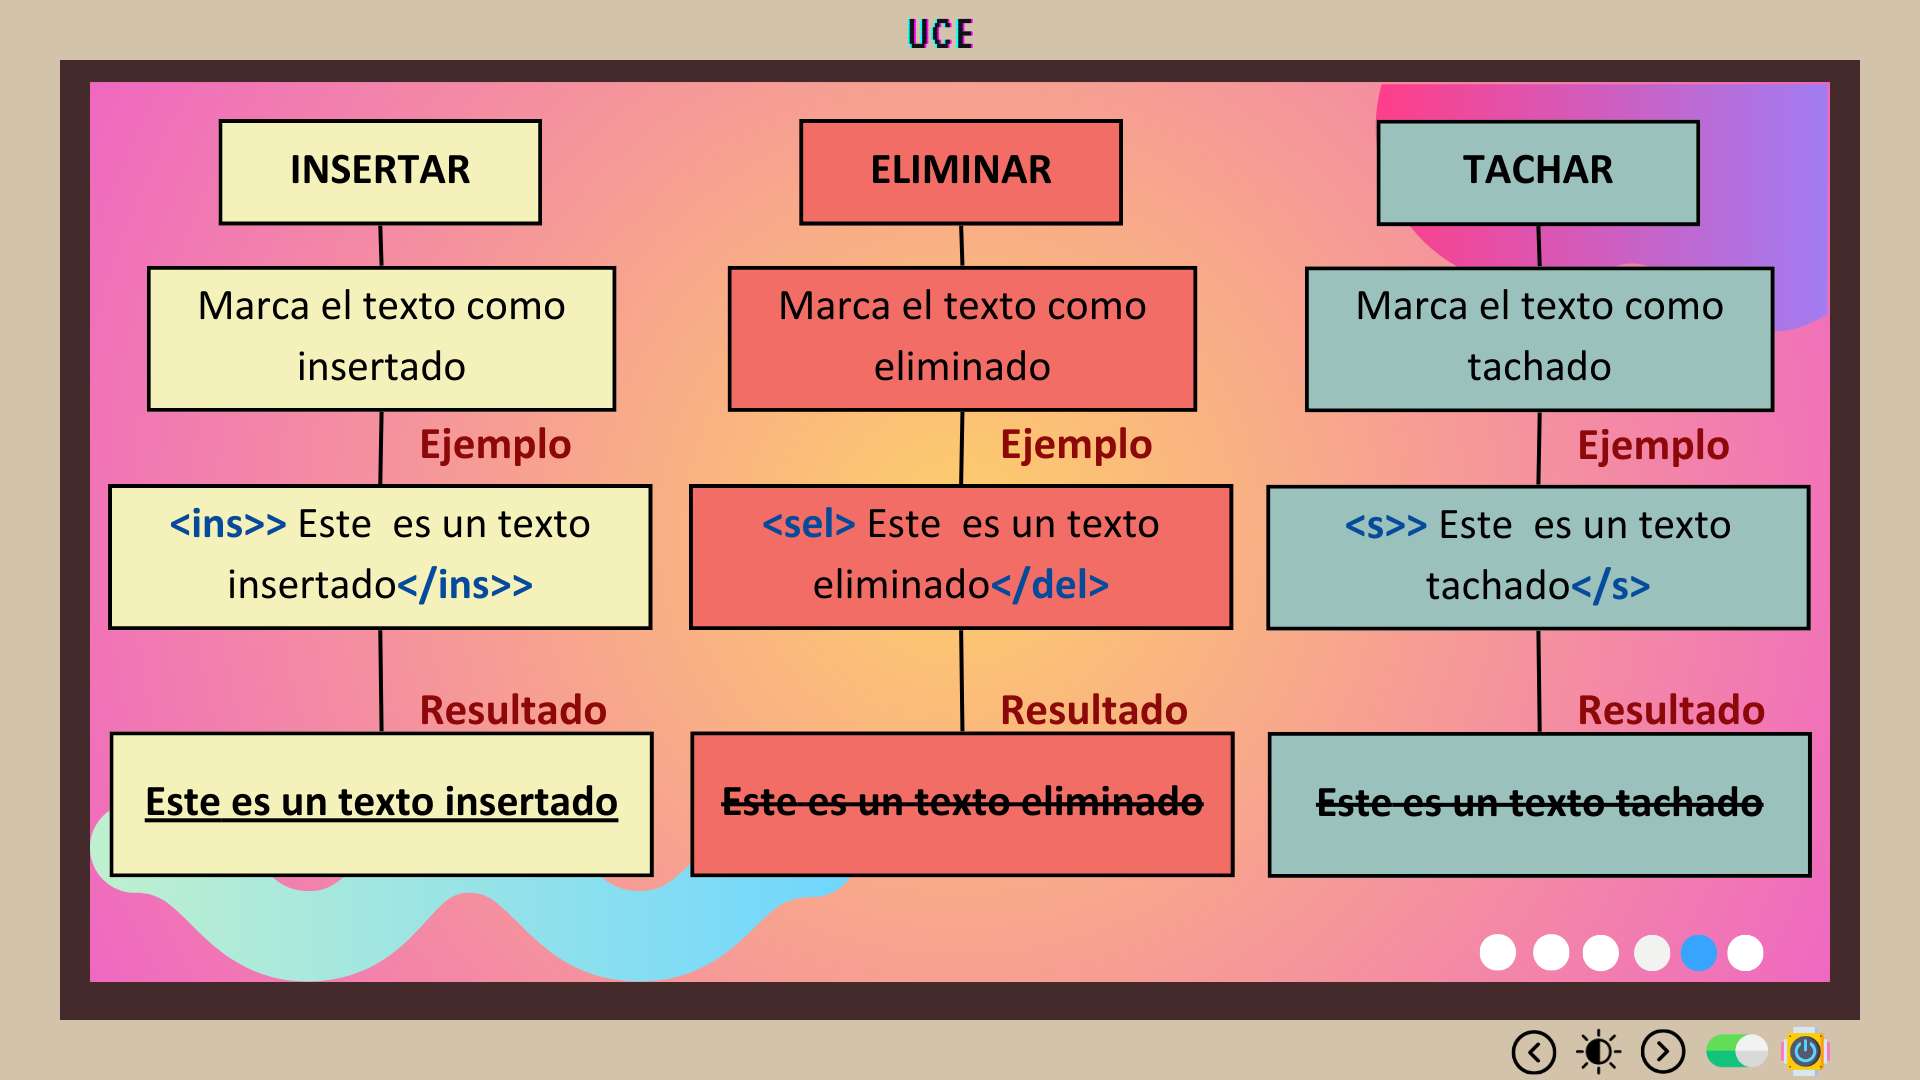 UCE
INSERTAR
Marca el texto como
insertado
Ejemplo
<ins>> Este  es un texto
insertado</ins>>
Resultado
Este es un texto insertado
ELIMINAR
Marca el texto como
eliminado
Ejemplo
<sel> Este  es un texto
eliminado</del>
Resultado
Este es un texto eliminado
TACHAR
Marca el texto como
tachado
Ejemplo
<s>> Este  es un texto
tachado</s>
Resultado
Este es un texto tachado